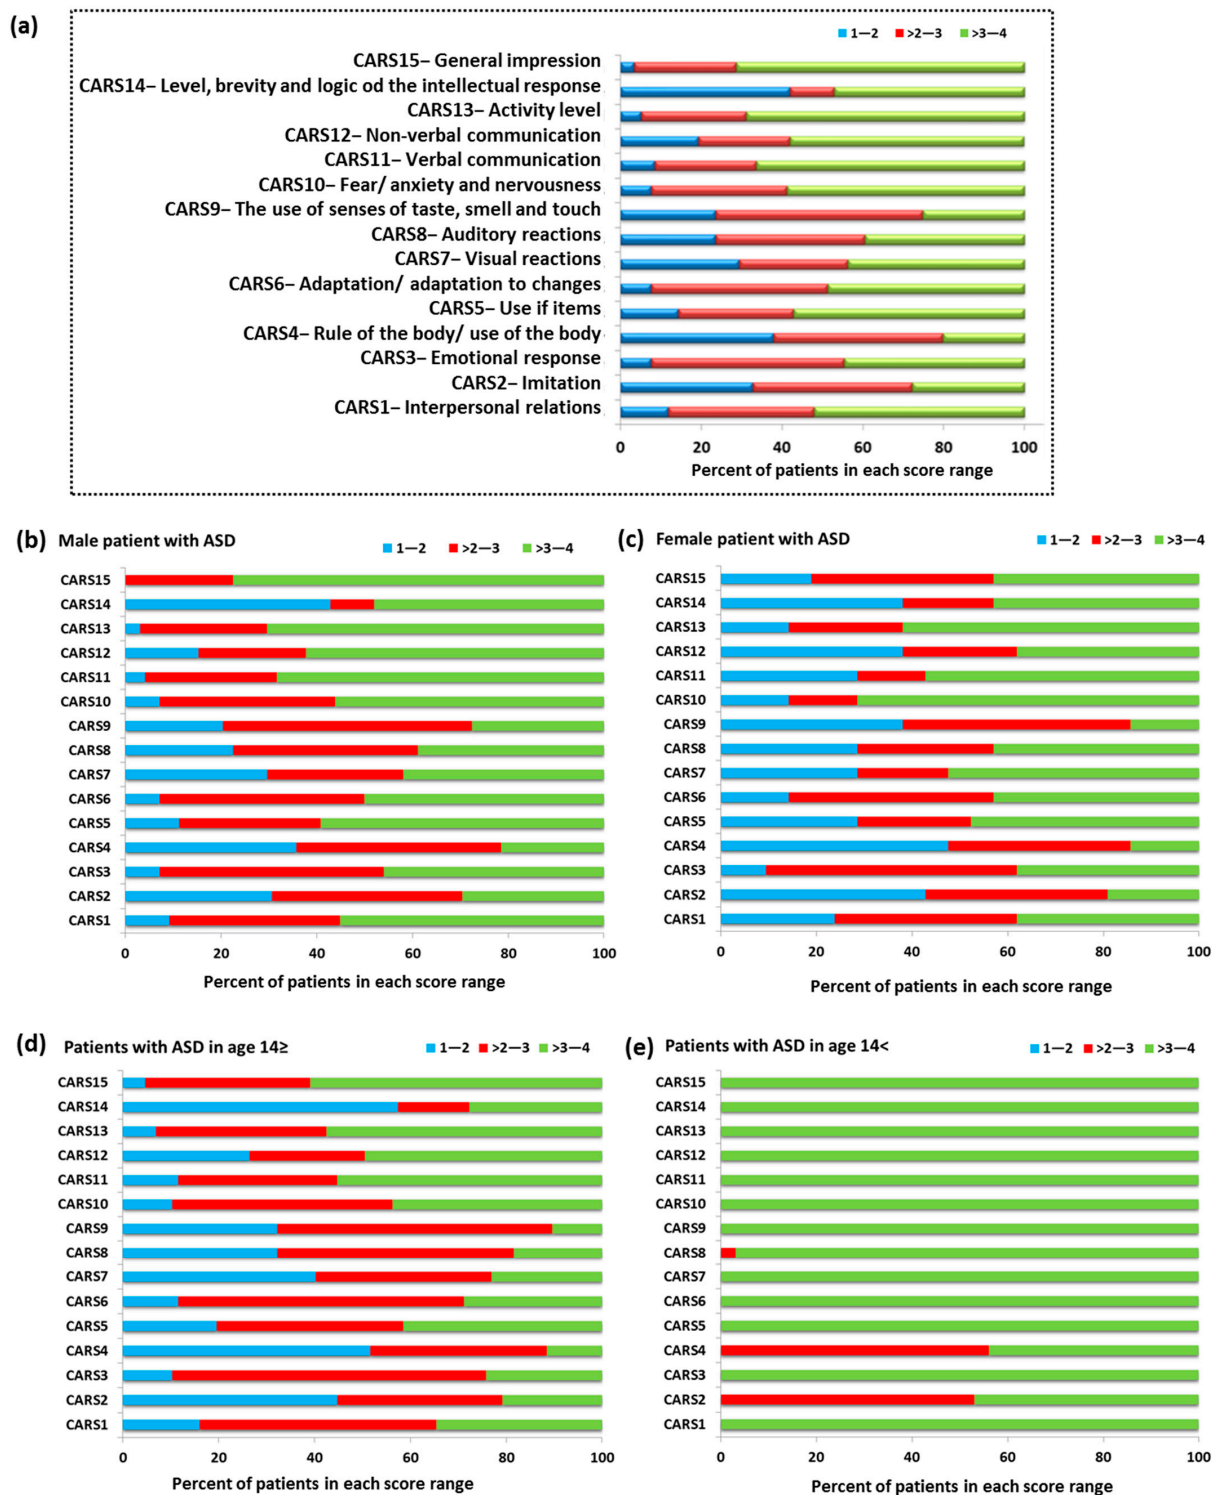 (a)
1—2 >2—3 >3—4
CARS15– General impression
CARS14– Level, brevity and logic od the intellectual response
CARS13– Activity level
CARS12– Non-verbal communication
CARS11– Verbal communication
CARS10– Fear/ anxiety and nervousness
CARS9– The use of senses of taste, smell and touch
CARS8– Auditory reactions
CARS7– Visual reactions
CARS6– Adaptation/ adaptation to changes
CARS5– Use if items
CARS4– Rule of the body/ use of the body
CARS3– Emotional response
CARS2– Imitation
CARS1– Interpersonal relations
0 20 40 60 80 100
Percent of patients in each score range
(b) Male patient with ASD
1—2 >2—3 >3—4
CARS15
CARS14
CARS13
CARS12
CARS11
CARS10
CARS9
CARS8
CARS7
CARS6
CARS5
CARS4
CARS3
CARS2
CARS1
0 20 40 60 80 100
Percent of patients in each score range
(c) Female patient with ASD
1—2 >2—3 >3—4
CARS15
CARS14
CARS13
CARS12
CARS11
CARS10
CARS9
CARS8
CARS7
CARS6
CARS5
CARS4
CARS3
CARS2
CARS1
0 20 40 60 80 100
Percent of patients in each score range
(d) Patients with ASD in age 14≥
1—2 >2—3 >3—4
CARS15
CARS14
CARS13
CARS12
CARS11
CARS10
CARS9
CARS8
CARS7
CARS6
CARS5
CARS4
CARS3
CARS2
CARS1
0 20 40 60 80 100
Percent of patients in each score range
(e) Patients with ASD in age 14<
1—2 >2—3 >3—4
CARS15
CARS14
CARS13
CARS12
CARS11
CARS10
CARS9
CARS8
CARS7
CARS6
CARS5
CARS4
CARS3
CARS2
CARS1
0 20 40 60 80 100
Percent of patients in each score range